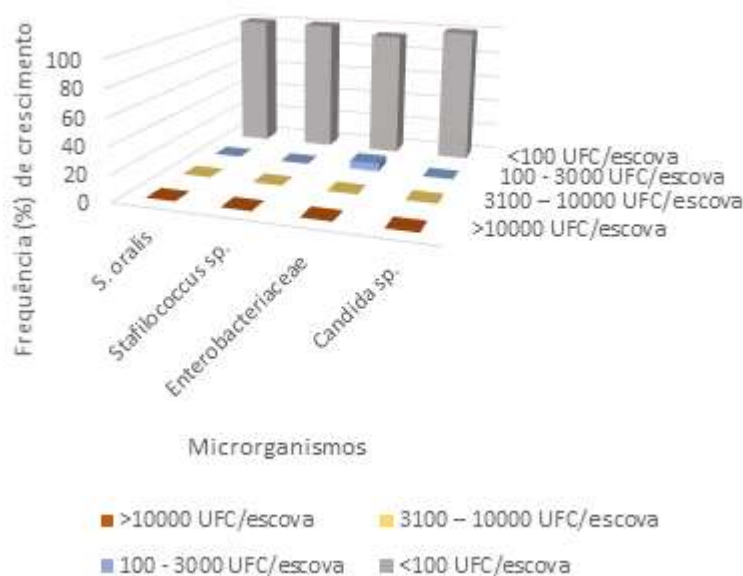 Frequência (%) de crescimento
100
80
60
40
20
0
<100 UFC/escova
100 - 3000 UFC/escova
3100 – 10000 UFC/escova
>10000 UFC/escova
S. oralis
Stafilococcus sp.
Enterobacteriaceae
Candida sp.
Microrganismos
>10000 UFC/escova
3100 – 10000 UFC/escova
100 - 3000 UFC/escova
<100 UFC/escova